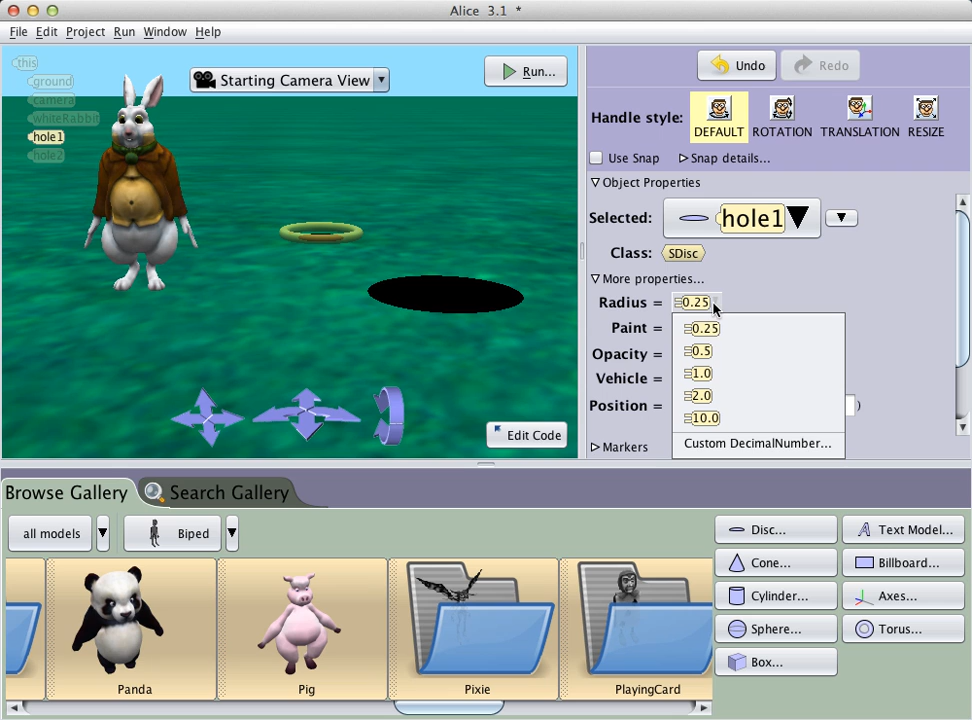 Alice 3.1 *
File Edit Project Run Window Help
this
ground
camera
whiteRabbit
hole1
hole2
Starting Camera View
Run...
Edit Code
Undo
Redo
Handle style:
DEFAULT
ROTATION
TRANSLATION
RESIZE
Use Snap
Snap details...
Object Properties
Selected:
hole1
Class:
SDisc
More properties...
Radius =
0.25
Paint =
Opacity =
Vehicle =
Position =
)
0.25
0.5
1.0
2.0
10.0
Custom DecimalNumber...
Markers
Browse Gallery
Search Gallery
all models
Biped
Panda
Pig
Pixie
PlayingCard
Disc...
Text Model...
Cone...
Billboard...
Cylinder...
Axes...
Sphere...
Torus...
Box...